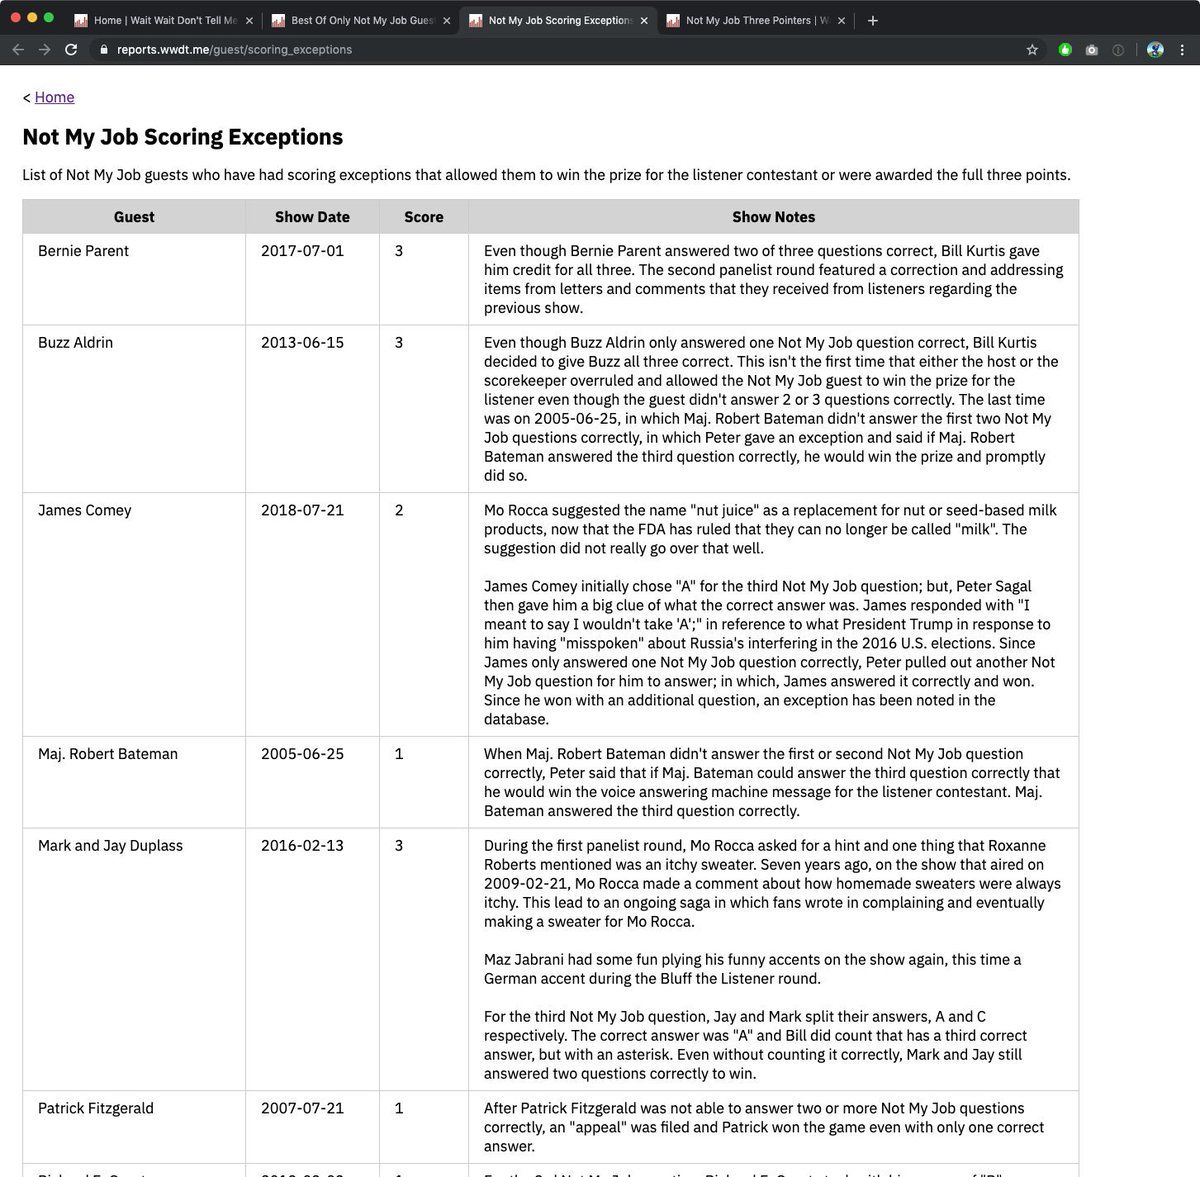 Home | Wait Wait Don't Tell Me
Best Of Only Not My Job Gues
Not My Job Scoring Exceptions
Not My Job Three Pointers | W
reports.wwdt.me/guest/scoring_exceptions
< Home
Not My Job Scoring Exceptions
List of Not My Job guests who have had scoring exceptions that allowed them to win the prize for the listener contestant or were awarded the full three points.
Guest Show Date Score Show Notes
Bernie Parent 2017-07-01 3 Even though Bernie Parent answered two of three questions correct, Bill Kurtis gave
him credit for all three. The second panelist round featured a correction and addressing
items from letters and comments that they received from listeners regarding the
previous show.
Buzz Aldrin 2013-06-15 3 Even though Buzz Aldrin only answered one Not My Job question correct, Bill Kurtis
decided to give Buzz all three correct. This isn't the first time that either the host or the
scorekeeper overruled and allowed the Not My Job guest to win the prize for the
listener even though the guest didn't answer 2 or 3 questions correctly. The last time
was on 2005-06-25, in which Maj. Robert Bateman didn't answer the first two Not My
Job questions correctly, in which Peter gave an exception and said if Maj. Robert
Bateman answered the third question correctly, he would win the prize and promptly
did so.
James Comey 2018-07-21 2 Mo Rocca suggested the name "nut juice" as a replacement for nut or seed-based milk
products, now that the FDA has ruled that they can no longer be called "milk". The
suggestion did not really go over that well.
James Comey initially chose "A" for the third Not My Job question; but, Peter Sagal
then gave him a big clue of what the correct answer was. James responded with "I
meant to say I wouldn't take 'A';" in reference to what President Trump in response to
him having "misspoken" about Russia's interfering in the 2016 U.S. elections. Since
James only answered one Not My Job question correctly, Peter pulled out another Not
My Job question for him to answer; in which, James answered it correctly and won.
Since he won with an additional question, an exception has been noted in the
database.
Maj. Robert Bateman 2005-06-25 1 When Maj. Robert Bateman didn't answer the first or second Not My Job question
correctly, Peter said that if Maj. Bateman could answer the third question correctly that
he would win the voice answering machine message for the listener contestant. Maj.
Bateman answered the third question correctly.
Mark and Jay Duplass 2016-02-13 3 During the first panelist round, Mo Rocca asked for a hint and one thing that Roxanne
Roberts mentioned was an itchy sweater. Seven years ago, on the show that aired on
2009-02-21, Mo Rocca made a comment about how homemade sweaters were always
itchy. This lead to an ongoing saga in which fans wrote in complaining and eventually
making a sweater for Mo Rocca.
Maz Jabrani had some fun plying his funny accents on the show again, this time a
German accent during the Bluff the Listener round.
For the third Not My Job question, Jay and Mark split their answers, A and C
respectively. The correct answer was "A" and Bill did count that has a third correct
answer, but with an asterisk. Even without counting it correctly, Mark and Jay still
answered two questions correctly to win.
Patrick Fitzgerald 2007-07-21 1 After Patrick Fitzgerald was not able to answer two or more Not My Job questions
correctly, an "appeal" was filed and Patrick won the game even with only one correct
answer.